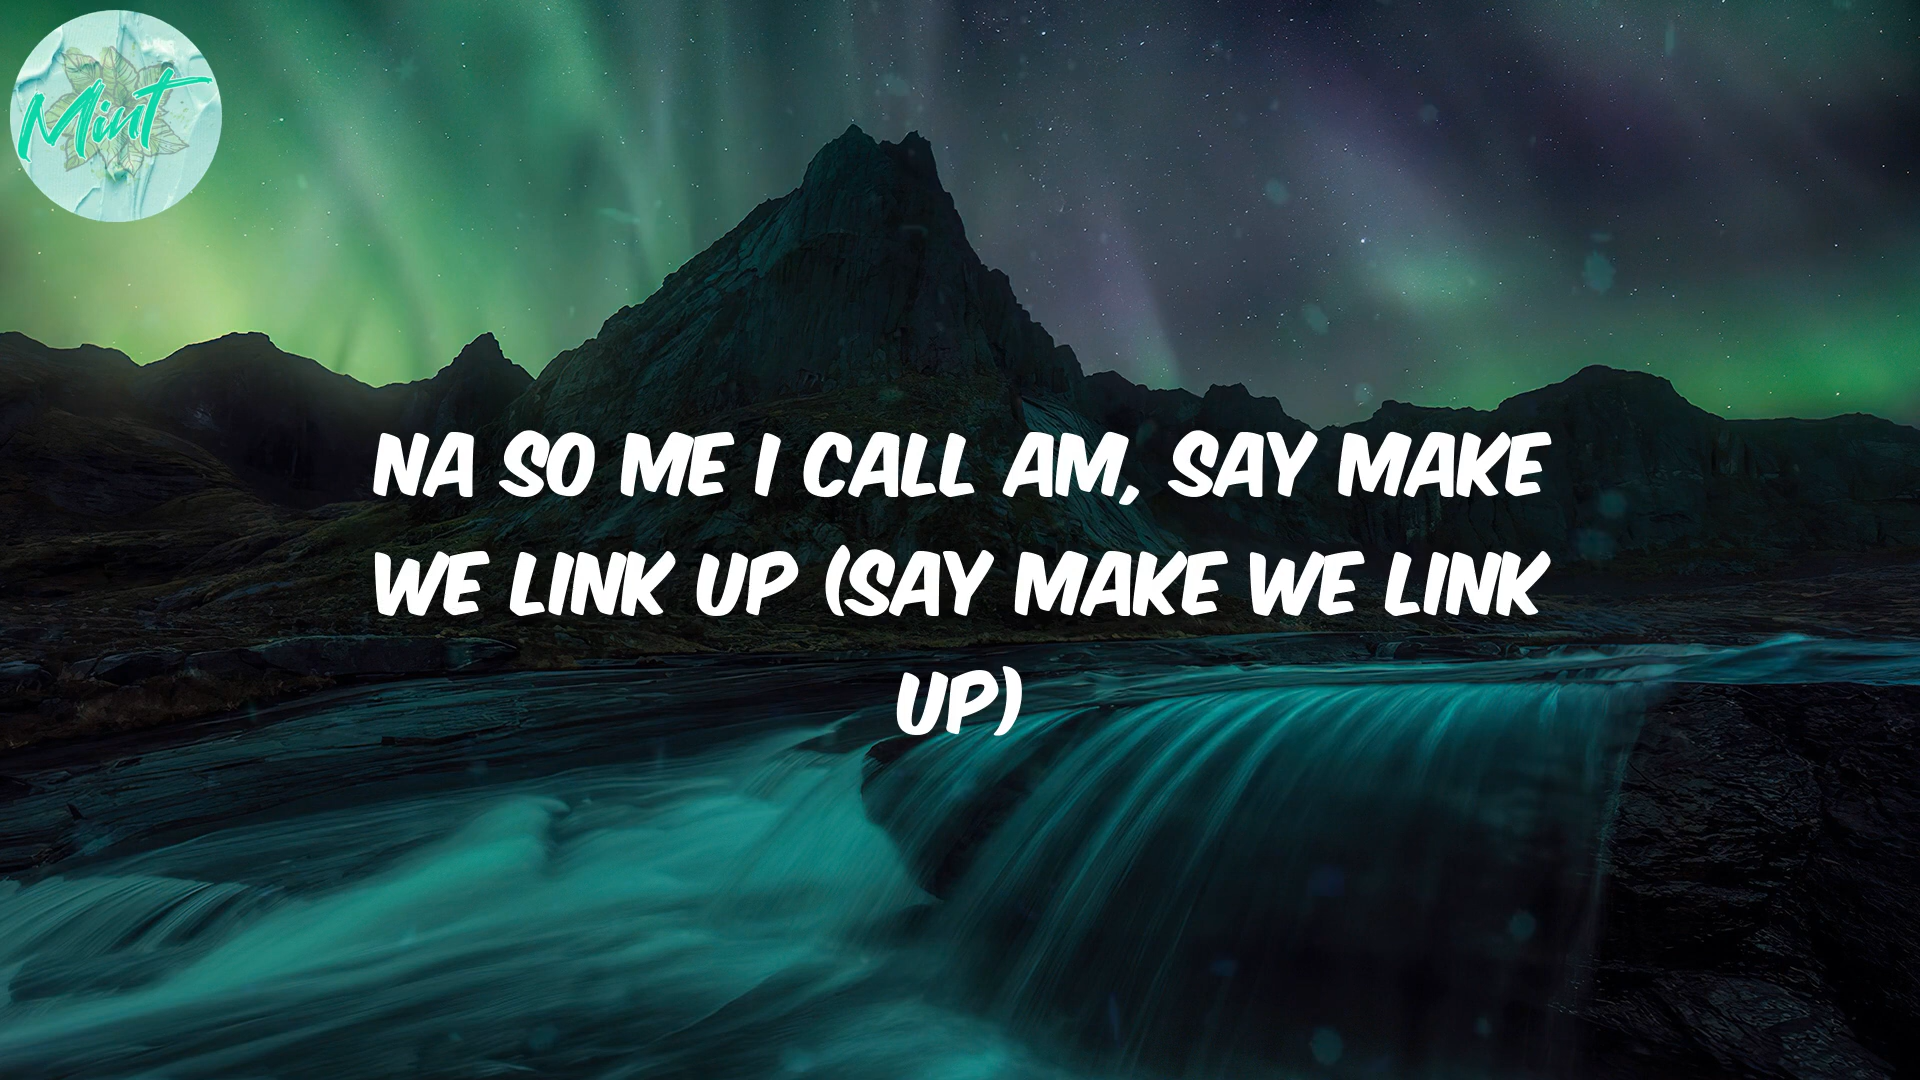 Mint
NA SO ME I CALL AM, SAY MAKE
WE LINK UP (SAY MAKE WE LINK
UP)